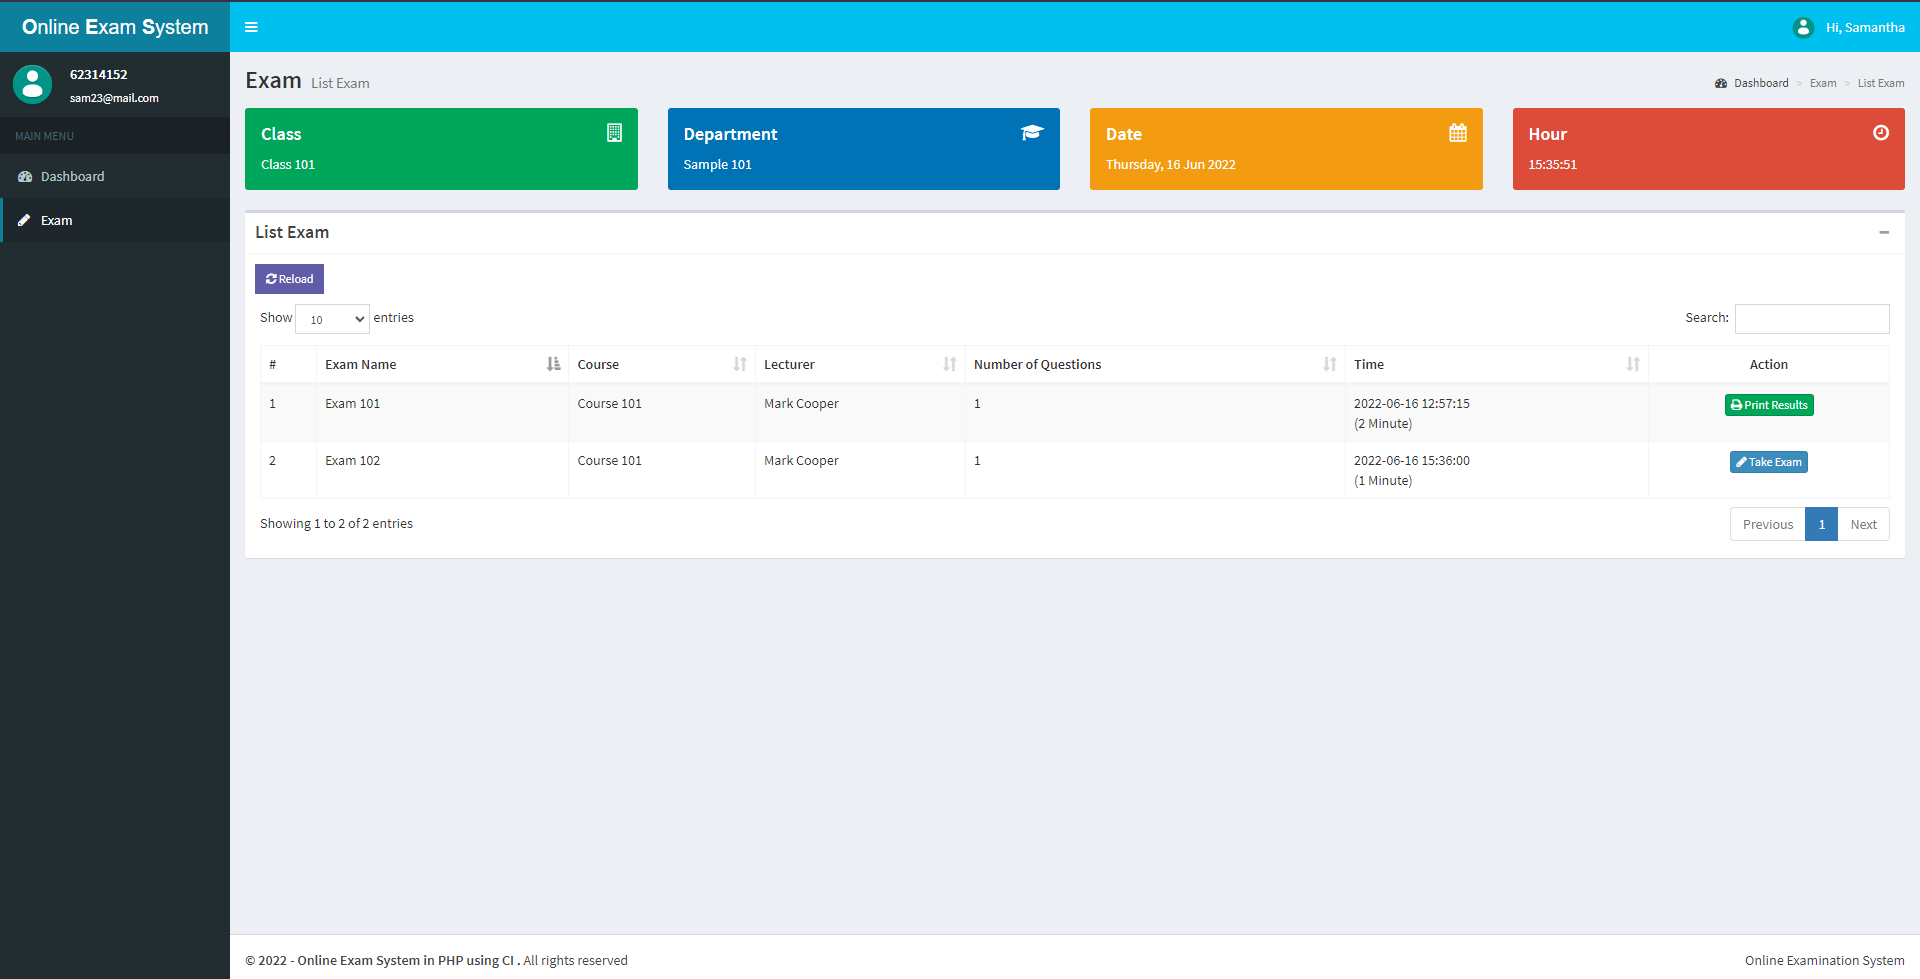 Online Exam System
Hi, Samantha
62314152
sam23@mail.com
MAIN MENU
Dashboard
Exam
Exam List Exam
Dashboard > Exam > List Exam
Class
Class 101
Department
Sample 101
Date
Thursday, 16 Jun 2022
Hour
15:35:51
List Exam
Reload
Show 10 entries
Search:
# Exam Name Course Lecturer Number of Questions Time Action
1 Exam 101 Course 101 Mark Cooper 1 2022-06-16 12:57:15 Print Results
(2 Minute)
2 Exam 102 Course 101 Mark Cooper 1 2022-06-16 15:36:00 Take Exam
(1 Minute)
Showing 1 to 2 of 2 entries
Previous 1 Next
© 2022 - Online Exam System in PHP using CI . All rights reserved
Online Examination System